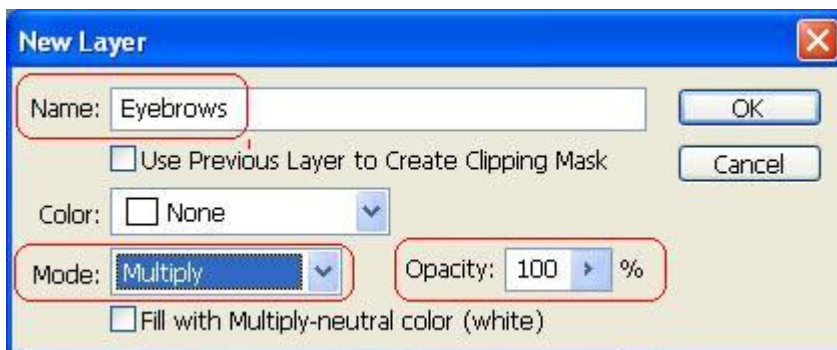 New Layer
Name: Eyebrows
OK
Use Previous Layer to Create Clipping Mask
Cancel
Color: None
Mode: Multiply Opacity: 100 %
Fill with Multiply-neutral color (white)